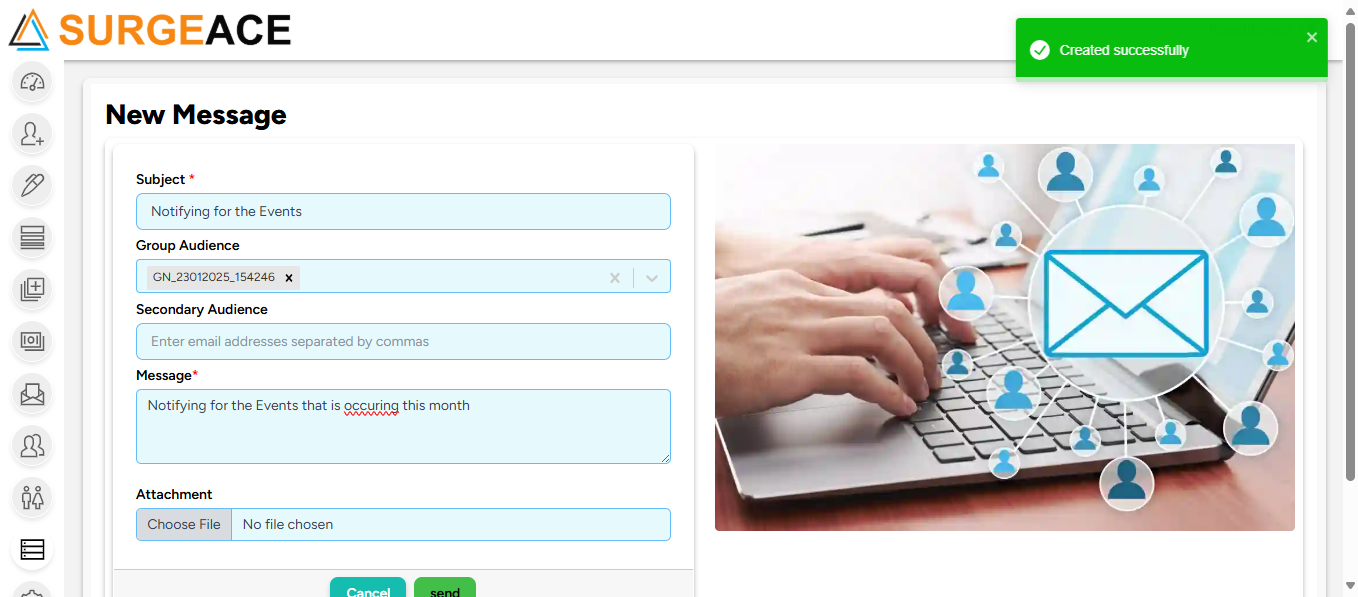 SURGEACE
Created successfully
New Message
Subject *
Notifying for the Events
Group Audience
GN_23012025_154246
Secondary Audience
Enter email addresses separated by commas
Message*
Notifying for the Events that is occuring this month
Attachment
Choose File No file chosen
Cancel send